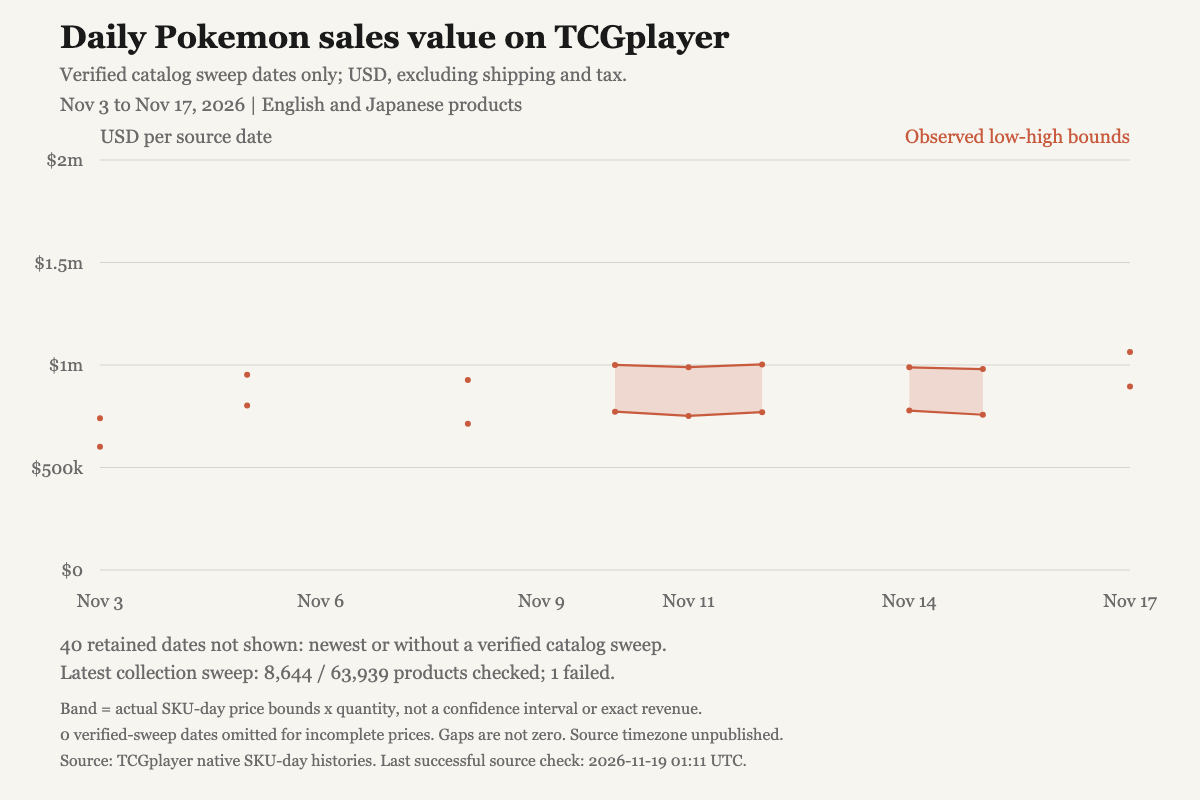 Daily Pokemon sales value on TCGplayer
Verified catalog sweep dates only; USD, excluding shipping and tax.
Nov 3 to Nov 17, 2026 | English and Japanese products
USD per source date
Observed low-high bounds
$2m
$1.5m
$1m
$500k
$0
Nov 3
Nov 6
Nov 9
Nov 11
Nov 14
Nov 17
40 retained dates not shown: newest or without a verified catalog sweep.
Latest collection sweep: 8,644 / 63,939 products checked; 1 failed.
Band = actual SKU-day price bounds x quantity, not a confidence interval or exact revenue.
0 verified-sweep dates omitted for incomplete prices. Gaps are not zero. Source timezone unpublished.
Source: TCGplayer native SKU-day histories. Last successful source check: 2026-11-19 01:11 UTC.